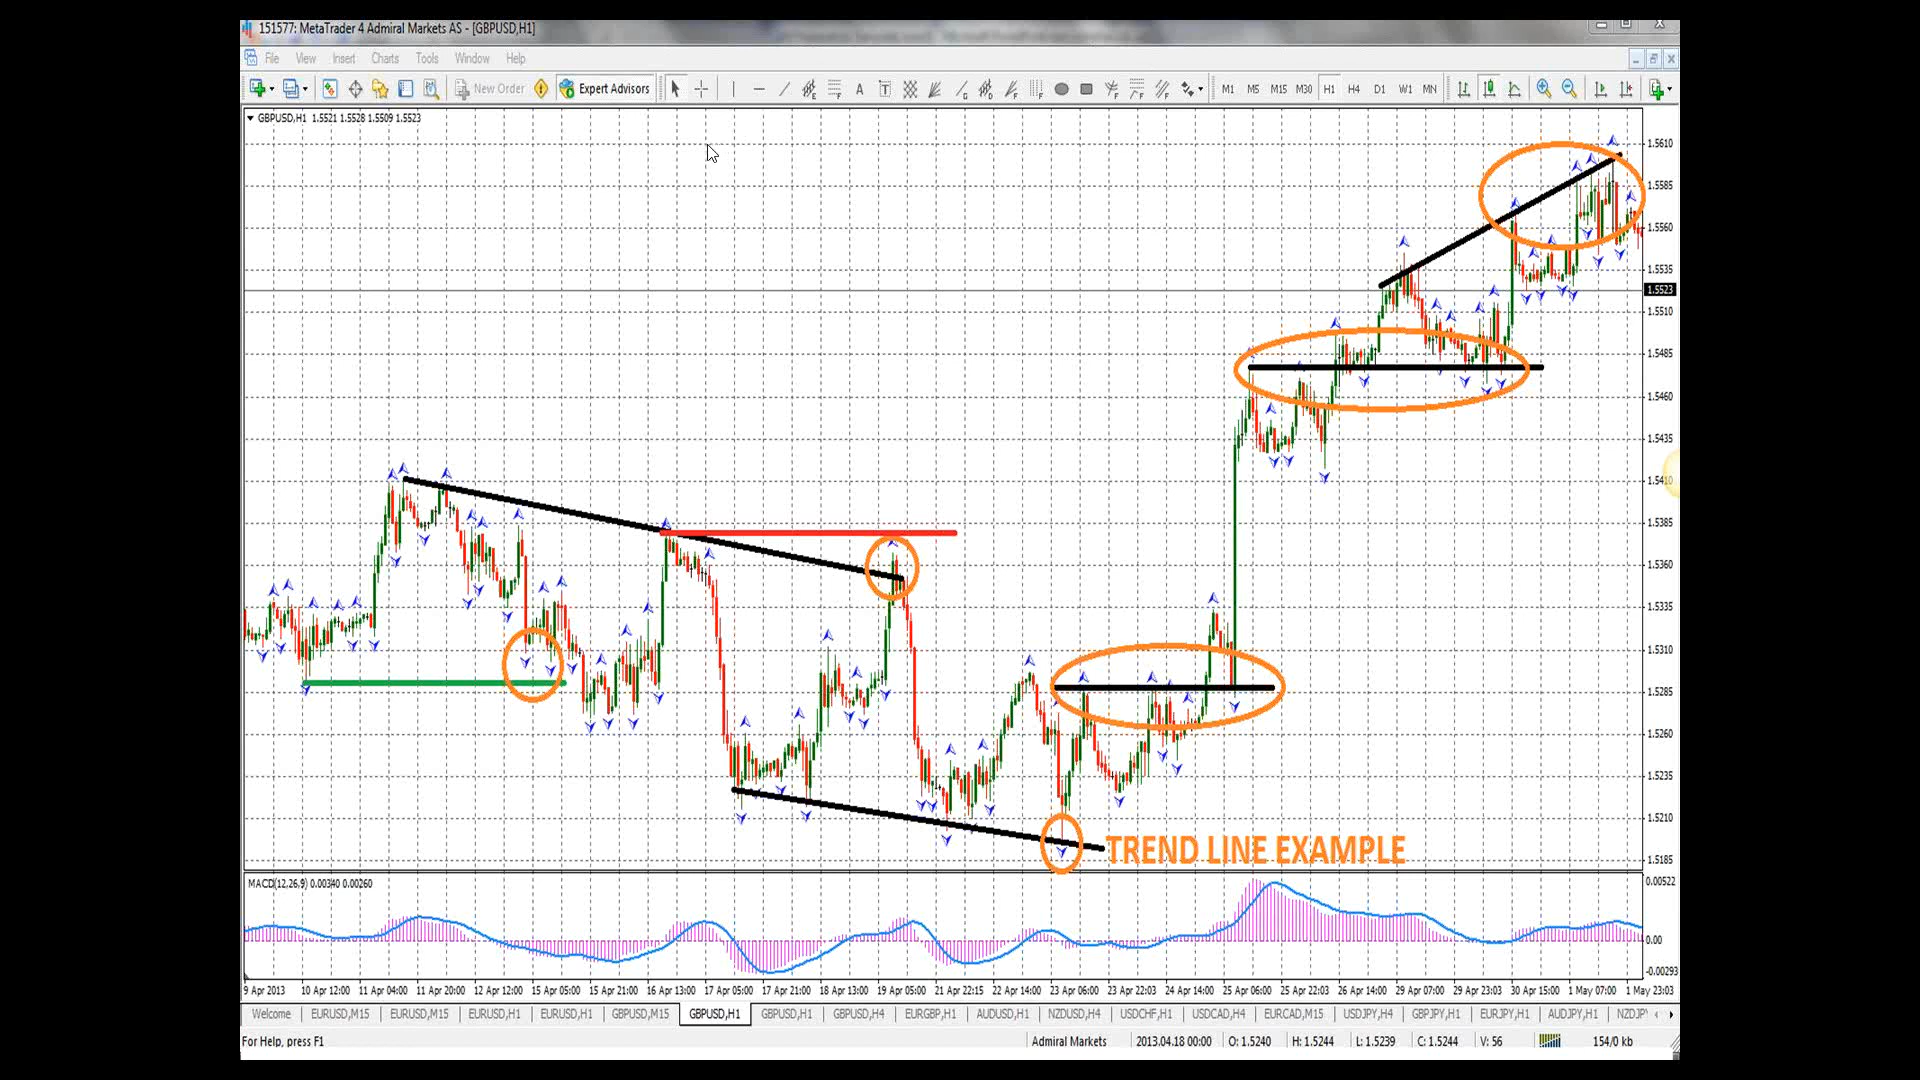 151577: MetaTrader 4 Admiral Markets AS - [GBPUSD,H1]
File View Insert Charts Tools Window Help
New Order Expert Advisors A T M1 M5 M15 M30 H1 H4 D1 W1 MN
GBPUSD,H1 1.5521 1.5528 1.5509 1.5523
1.5610
1.5585
1.5560
1.5535
1.5523
1.5510
1.5485
1.5460
1.5435
1.5410
1.5385
1.5360
1.5335
1.5310
1.5285
1.5260
1.5235
1.5210
TREND LINE EXAMPLE
1.5185
MACD(12,26,9) 0.00340 0.00260
0.00522
0.00
-0.00293
9 Apr 2013 10 Apr 12:00 11 Apr 04:00 11 Apr 20:00 12 Apr 12:00 15 Apr 05:00 15 Apr 21:00 16 Apr 13:00 17 Apr 05:00 17 Apr 21:00 18 Apr 13:00 19 Apr 05:00 21 Apr 22:15 22 Apr 14:00 23 Apr 06:00 23 Apr 22:03 24 Apr 14:00 25 Apr 06:00 25 Apr 22:03 26 Apr 14:00 29 Apr 07:00 29 Apr 23:03 30 Apr 15:00 1 May 07:00 1 May 23:03
Welcome EURUSD,M15 EURUSD,M15 EURUSD,H1 EURUSD,H1 GBPUSD,M15 GBPUSD,H1 GBPUSD,H1 GBPUSD,H4 EURGBP,H1 AUDUSD,H1 NZDUSD,H4 USDCHF,H1 USDCAD,H4 EURCAD,M15 USDJPY,H4 GBPJPY,H1 EURJPY,H1 AUDJPY,H1 NZDJPY
For Help, press F1 Admiral Markets 2013.04.18 00:00 O: 1.5240 H: 1.5244 L: 1.5239 C: 1.5244 V: 56 154/0 kb